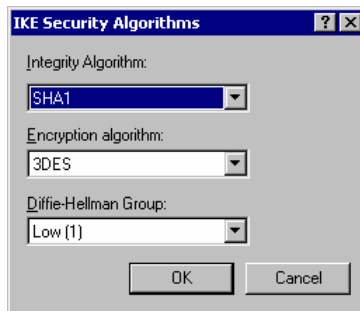 IKE Security Algorithms
Integrity Algorithm:
SHA1
Encryption algorithm:
3DES
Diffie-Hellman Group:
Low (1)
OK Cancel